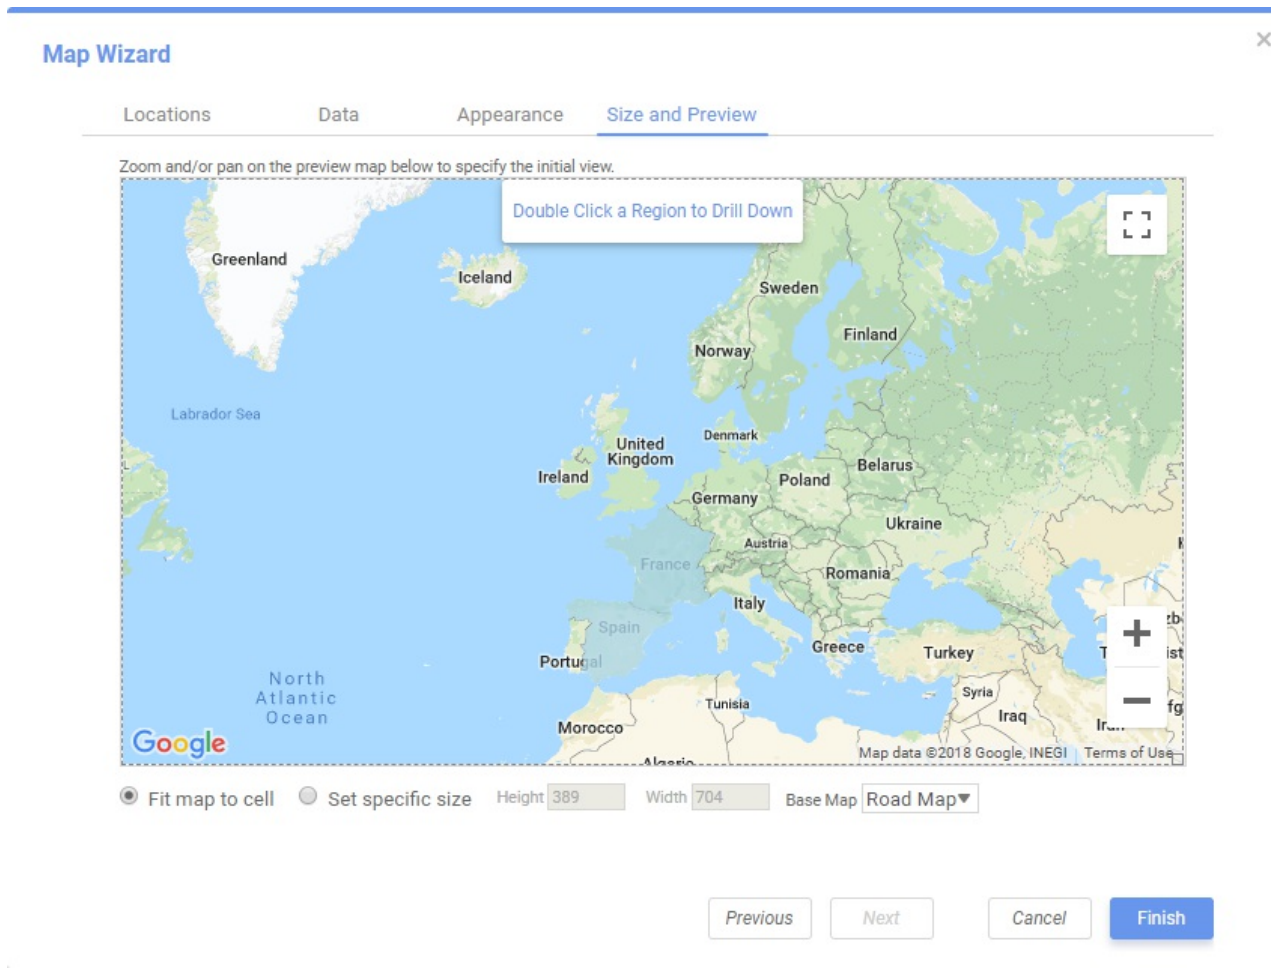 Map Wizard
×
Locations Data Appearance Size and Preview
Zoom and/or pan on the preview map below to specify the initial view.
Double Click a Region to Drill Down
Greenland
Iceland
Sweden
Finland
Norway
Labrador Sea
Denmark
United
Kingdom
Ireland
Belarus
Poland
Germany
Ukraine
Austria
France
Romania
Italy
Spain
Greece
Turkey
Portugal
North
Atlantic
Ocean
Syria
Tunisia
Iraq
Morocco
Google
Map data ©2018 Google, INEGI Terms of Use
Fit map to cell Set specific size Height 389 Width 704 Base Map Road Map
Previous Next Cancel Finish